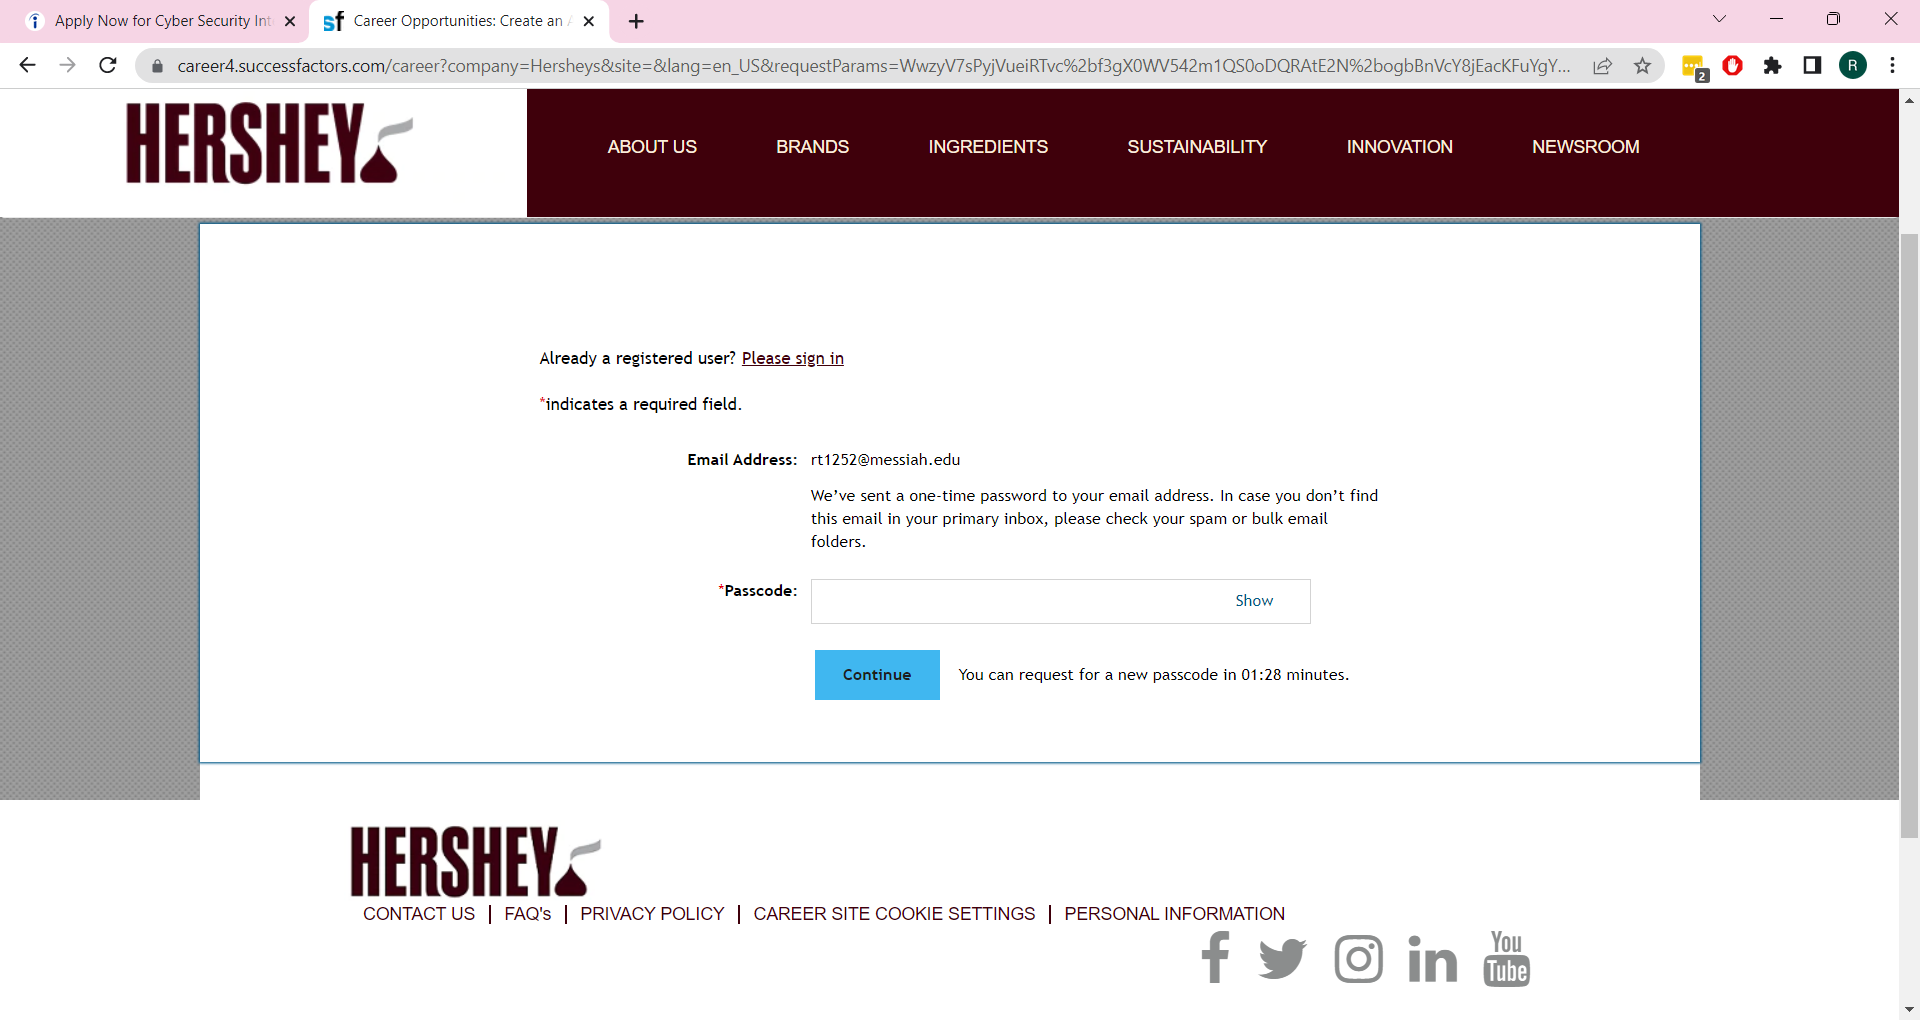 Apply Now for Cyber Security Int
Career Opportunities: Create an A
career4.successfactors.com/career?company=Hersheys&site=&lang=en_US&requestParams=WwzyV7sPyjVueiRTvc%2bf3gX0WV542m1QS0oDQRAtE2N%2bogbBnVcY8jEacKFuYgY...
2
R
HERSHEY
ABOUT US
BRANDS
INGREDIENTS
SUSTAINABILITY
INNOVATION
NEWSROOM
Already a registered user? Please sign in
*indicates a required field.
Email Address: rt1252@messiah.edu
We've sent a one-time password to your email address. In case you don't find
this email in your primary inbox, please check your spam or bulk email
folders.
*Passcode:
Show
Continue
You can request for a new passcode in 01:28 minutes.
HERSHEY
CONTACT US | FAQ's | PRIVACY POLICY | CAREER SITE COOKIE SETTINGS | PERSONAL INFORMATION
You
Tube